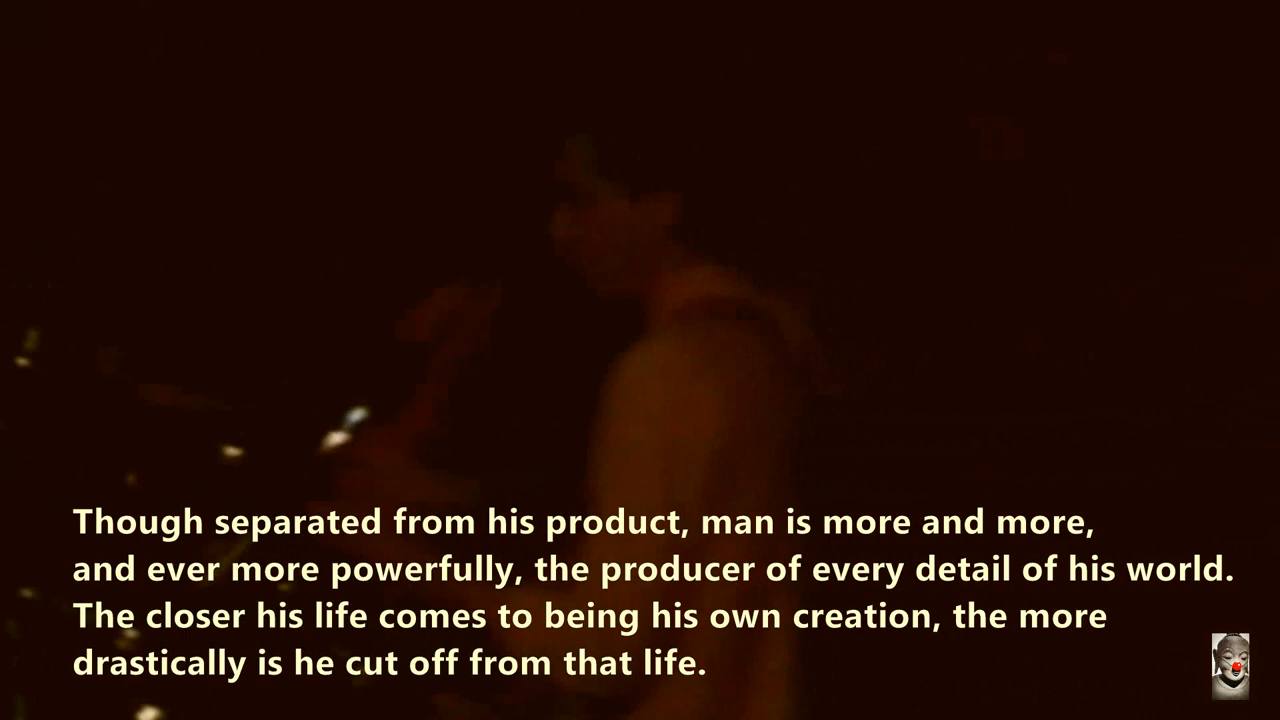 Though separated from his product, man is more and more,
and ever more powerfully, the producer of every detail of his world.
The closer his life comes to being his own creation, the more
drastically is he cut off from that life.